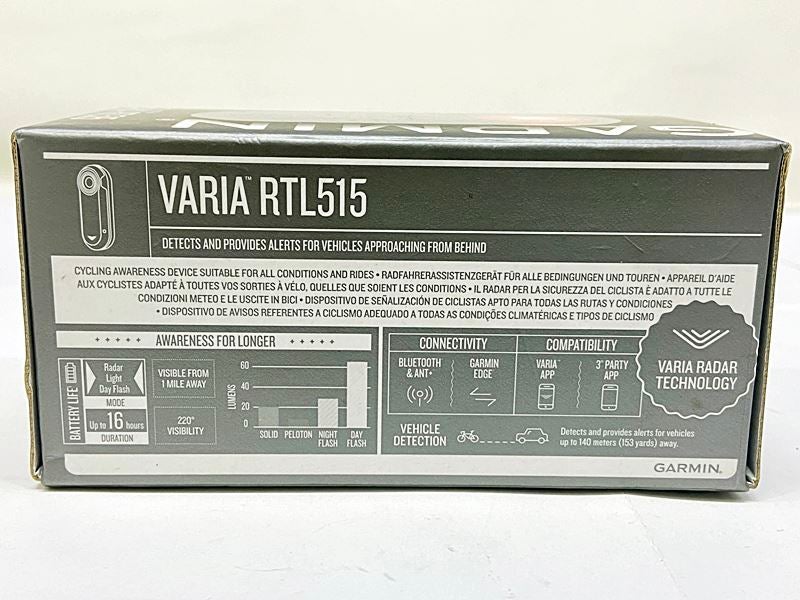 GARMIN
VARIA™ RTL515
DETECTS AND PROVIDES ALERTS FOR VEHICLES APPROACHING FROM BEHIND
CYCLING AWARENESS DEVICE SUITABLE FOR ALL CONDITIONS AND RIDES • RADFAHRERASSISTENZGERÄT FÜR ALLE BEDINGUNGEN UND TOUREN • APPAREIL D'AIDE
AUX CYCLISTES ADAPTÉ À TOUTES VOS SORTIES À VÉLO, QUELLES QUE SOIENT LES CONDITIONS • IL RADAR PER LA SICUREZZA DEL CICLISTA È ADATTO A TUTTE LE
CONDIZIONI METEO E LE USCITE IN BICI • DISPOSITIVO DE SEÑALIZACIÓN DE CICLISTAS APTO PARA TODAS LAS RUTAS Y CONDICIONES
• DISPOSITIVO DE AVISOS REFERENTES A CICLISMO ADEQUADO A TODAS AS CONDIÇÕES CLIMATÉRICAS E TIPOS DE CICLISMO
AWARENESS FOR LONGER
BATTERY LIFE
Radar
Light
Day Flash
MODE
Up to 16 hours
DURATION
VISIBLE FROM
1 MILE AWAY
220°
VISIBILITY
LUMENS
60
40
20
0
SOLID
PELOTON
NIGHT
FLASH
DAY
FLASH
CONNECTIVITY
BLUETOOTH
& ANT+
GARMIN
EDGE
COMPATIBILITY
VARIA™
APP
3RD PARTY
APP
VARIA RADAR
TECHNOLOGY
VEHICLE
DETECTION
Detects and provides alerts for vehicles
up to 140 meters (153 yards) away.
GARMIN®